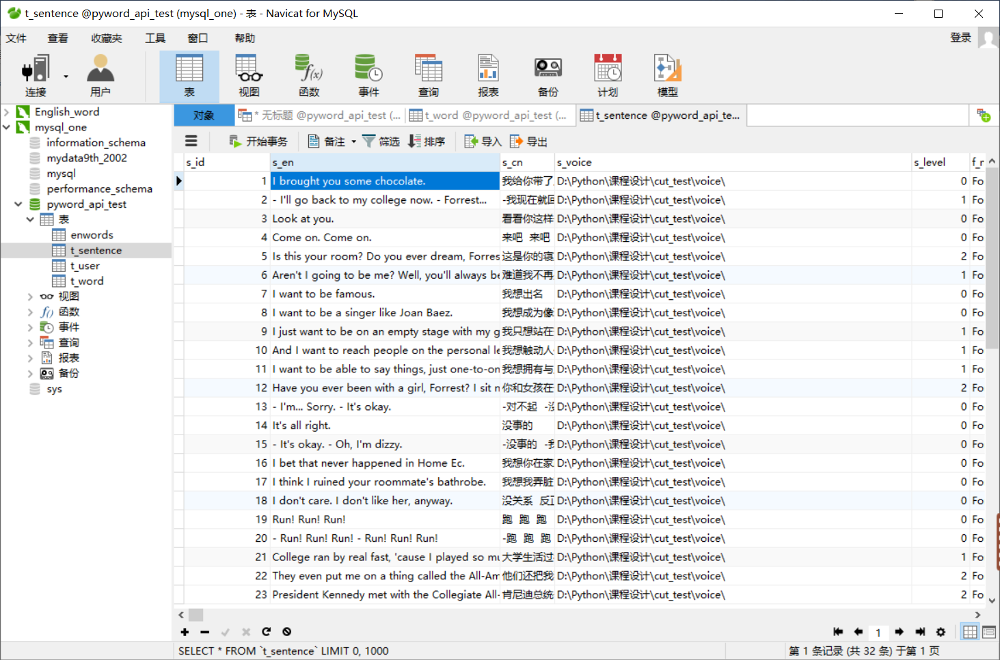 t_sentence @pyword_api_test (mysql_one) - 表 - Navicat for MySQL
文件 查看 收藏夹 工具 窗口 帮助 登录
连接 用户 表 视图 函数 事件 查询 报表 备份 计划 模型
English_word
mysql_one
information_schema
mydata9th_2002
mysql
performance_schema
pyword_api_test
表
enwords
t_sentence
t_user
t_word
视图
函数
事件
查询
报表
备份
sys
对象 * 无标题 @pyword_api_test (... t_word @pyword_api_test (... t_sentence @pyword_api_te...
开始事务 备注 筛选 排序 导入 导出
s_id s_en s_cn s_voice s_level f_r
1 I brought you some chocolate. 我给你带了 D:\Python\课程设计\cut_test\voice\ 0 Fo
2 - I'll go back to my college now. - Forrest... -我现在就回 D:\Python\课程设计\cut_test\voice\ 1 Fo
3 Look at you. 看看你这样 D:\Python\课程设计\cut_test\voice\ 0 Fo
4 Come on. Come on. 来吧 来吧 D:\Python\课程设计\cut_test\voice\ 0 Fo
5 Is this your room? Do you ever dream, Forres 这是你的寝 D:\Python\课程设计\cut_test\voice\ 2 Fo
6 Aren't I going to be me? Well, you'll always be 难道我不再 D:\Python\课程设计\cut_test\voice\ 1 Fo
7 I want to be famous. 我想出名 D:\Python\课程设计\cut_test\voice\ 0 Fo
8 I want to be a singer like Joan Baez. 我想成为像 D:\Python\课程设计\cut_test\voice\ 0 Fo
9 I just want to be on an empty stage with my g 我只想站在 D:\Python\课程设计\cut_test\voice\ 1 Fo
10 And I want to reach people on the personal le 我想触动人 D:\Python\课程设计\cut_test\voice\ 1 Fo
11 I want to be able to say things, just one-to-on 我想拥有与 D:\Python\课程设计\cut_test\voice\ 1 Fo
12 Have you ever been with a girl, Forrest? I sit n 你和女孩在 D:\Python\课程设计\cut_test\voice\ 2 Fo
13 - I'm... Sorry. - It's okay. -对不起 -没 D:\Python\课程设计\cut_test\voice\ 0 Fo
14 It's all right. 没事的 D:\Python\课程设计\cut_test\voice\ 0 Fo
15 - It's okay. - Oh, I'm dizzy. -没事的 -我 D:\Python\课程设计\cut_test\voice\ 0 Fo
16 I bet that never happened in Home Ec. 我想你在家 D:\Python\课程设计\cut_test\voice\ 0 Fo
17 I think I ruined your roommate's bathrobe. 我想我弄脏 D:\Python\课程设计\cut_test\voice\ 0 Fo
18 I don't care. I don't like her, anyway. 没关系 反正 D:\Python\课程设计\cut_test\voice\ 0 Fo
19 Run! Run! Run! 跑 跑 跑 D:\Python\课程设计\cut_test\voice\ 0 Fo
20 - Run! Run! Run! - Run! Run! Run! -跑 跑 跑 D:\Python\课程设计\cut_test\voice\ 0 Fo
21 College ran by real fast, 'cause I played so mu 大学生活过 D:\Python\课程设计\cut_test\voice\ 1 Fo
22 They even put me on a thing called the All-Am 他们还把我 D:\Python\课程设计\cut_test\voice\ 2 Fo
23 President Kennedy met with the Collegiate All- 肯尼迪总统 D:\Python\课程设计\cut_test\voice\ 2 Fo
1
SELECT * FROM `t_sentence` LIMIT 0, 1000 第 1 条记录 (共 32 条) 于第 1 页